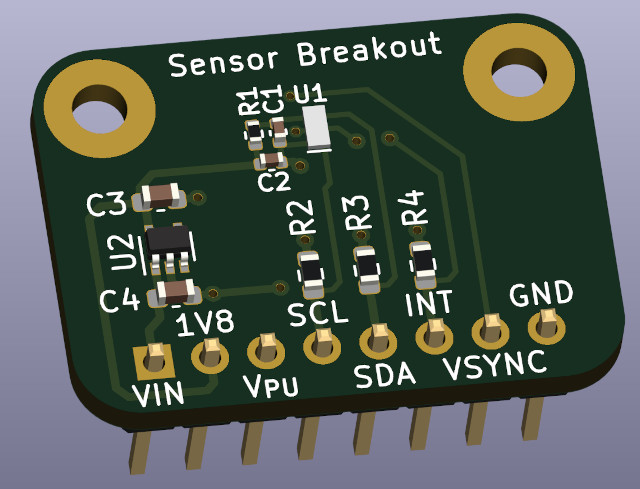 Sensor Breakout
R1
C1
U1
C2
C3
R2
R3
R4
U2
C4
1V8
SCL
INT
GND
VIN
VPU
SDA
VSYNC